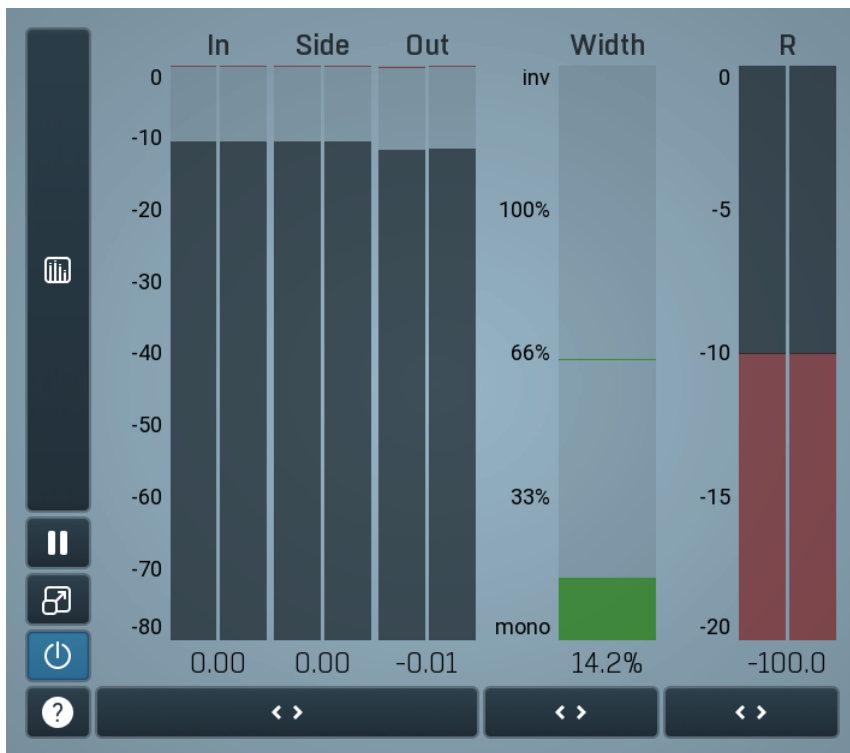 In Side Out Width R
0 inv 0
-10
-20 100% -5
-30
-40 66% -10
-50
-60 33% -15
-70
-80 mono -20
0.00 0.00 -0.01 14.2% -100.0
?
< > < > < >